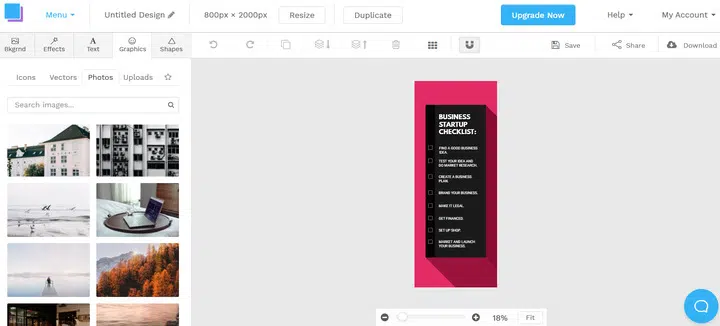 Menu
Untitled Design
800px × 2000px
Resize
Duplicate
Upgrade Now
Help
My Account
Bkgrnd
Effects
Text
Graphics
Shapes
Save
Share
Download
Icons
Vectors
Photos
Uploads
Search images...
BUSINESS
STARTUP
CHECKLIST:
FIND A GOOD BUSINESS
IDEA.
TEST YOUR IDEA AND
DO MARKET RESEARCH.
CREATE A BUSINESS
PLAN.
BRAND YOUR BUSINESS.
MAKE IT LEGAL.
GET FINANCED.
SET UP SHOP.
MARKET AND LAUNCH
YOUR BUSINESS.
18%
Fit